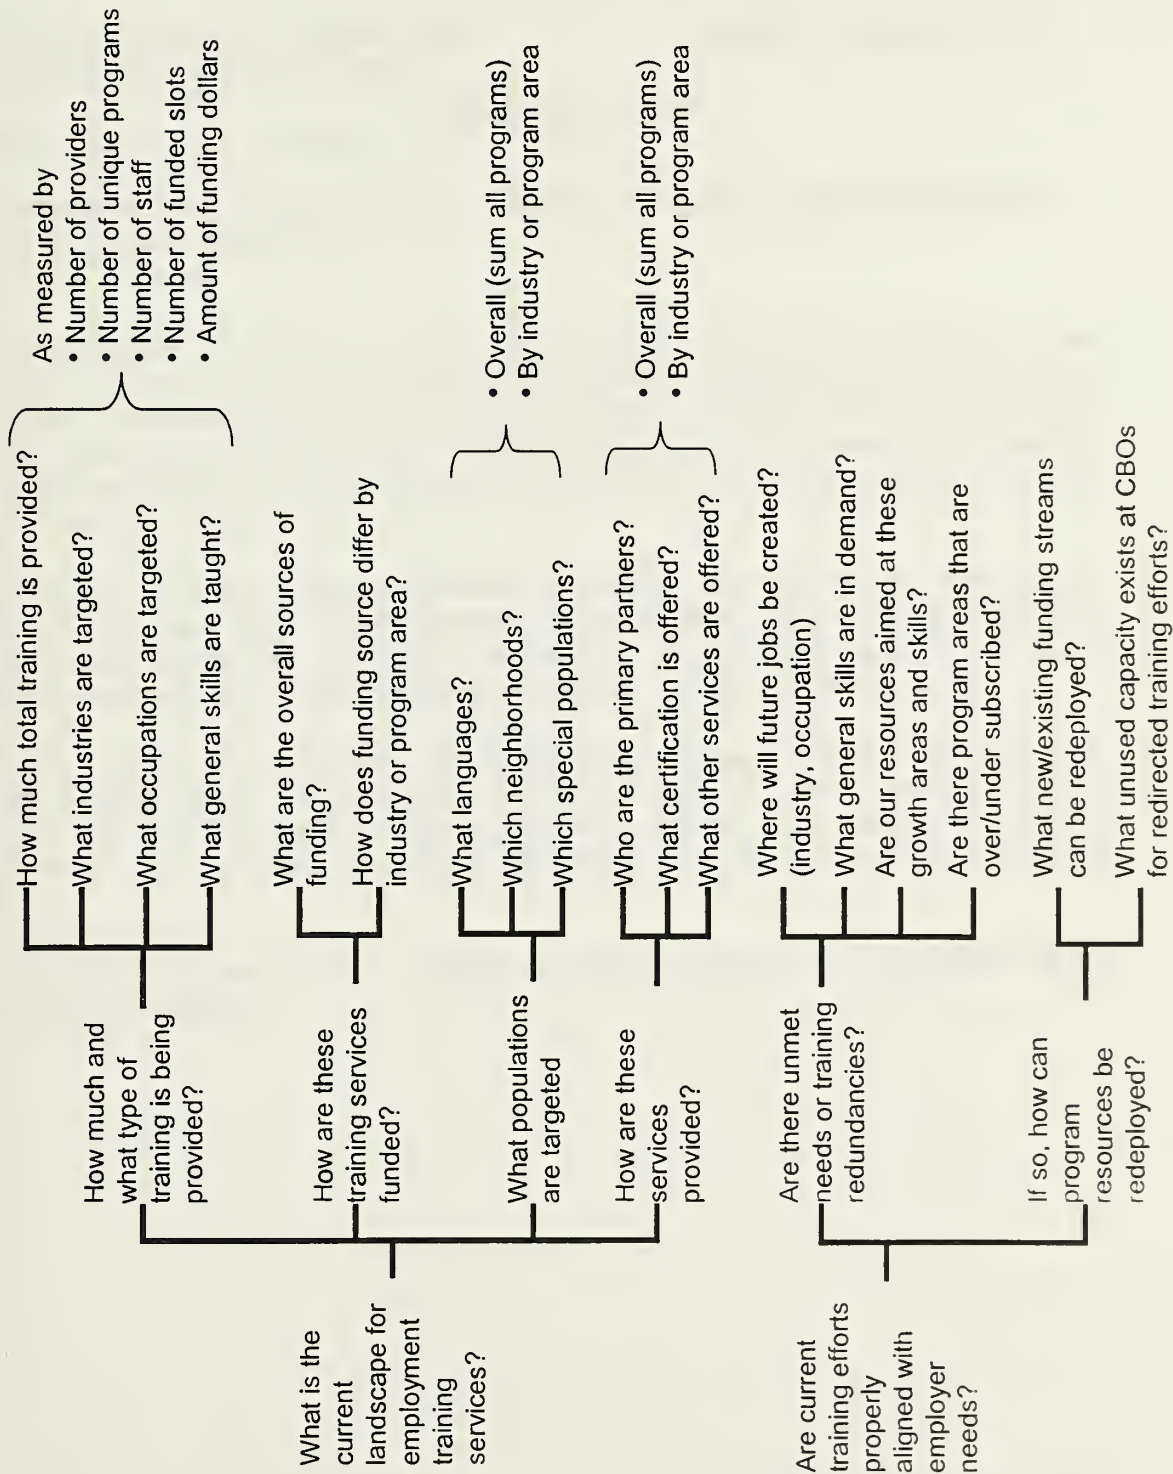 What is the
current
landscape for
employment
training
services?
How much and
what type of
training is being
provided?
How much total training is provided?
What industries are targeted?
What occupations are targeted?
What general skills are taught?
As measured by
• Number of providers
• Number of unique programs
• Number of staff
• Number of funded slots
• Amount of funding dollars
How are these
training services
funded?
What are the overall sources of
funding?
How does funding source differ by
industry or program area?
What populations
are targeted
What languages?
Which neighborhoods?
Which special populations?
• Overall (sum all programs)
• By industry or program area
How are these
services
provided?
Who are the primary partners?
What certification is offered?
What other services are offered?
• Overall (sum all programs)
• By industry or program area
Are current
training efforts
properly
aligned with
employer
needs?
Are there unmet
needs or training
redundancies?
Where will future jobs be created?
(industry, occupation)
What general skills are in demand?
Are our resources aimed at these
growth areas and skills?
Are there program areas that are
over/under subscribed?
If so, how can
program
resources be
redeployed?
What new/existing funding streams
can be redeployed?
What unused capacity exists at CBOs
for redirected training efforts?